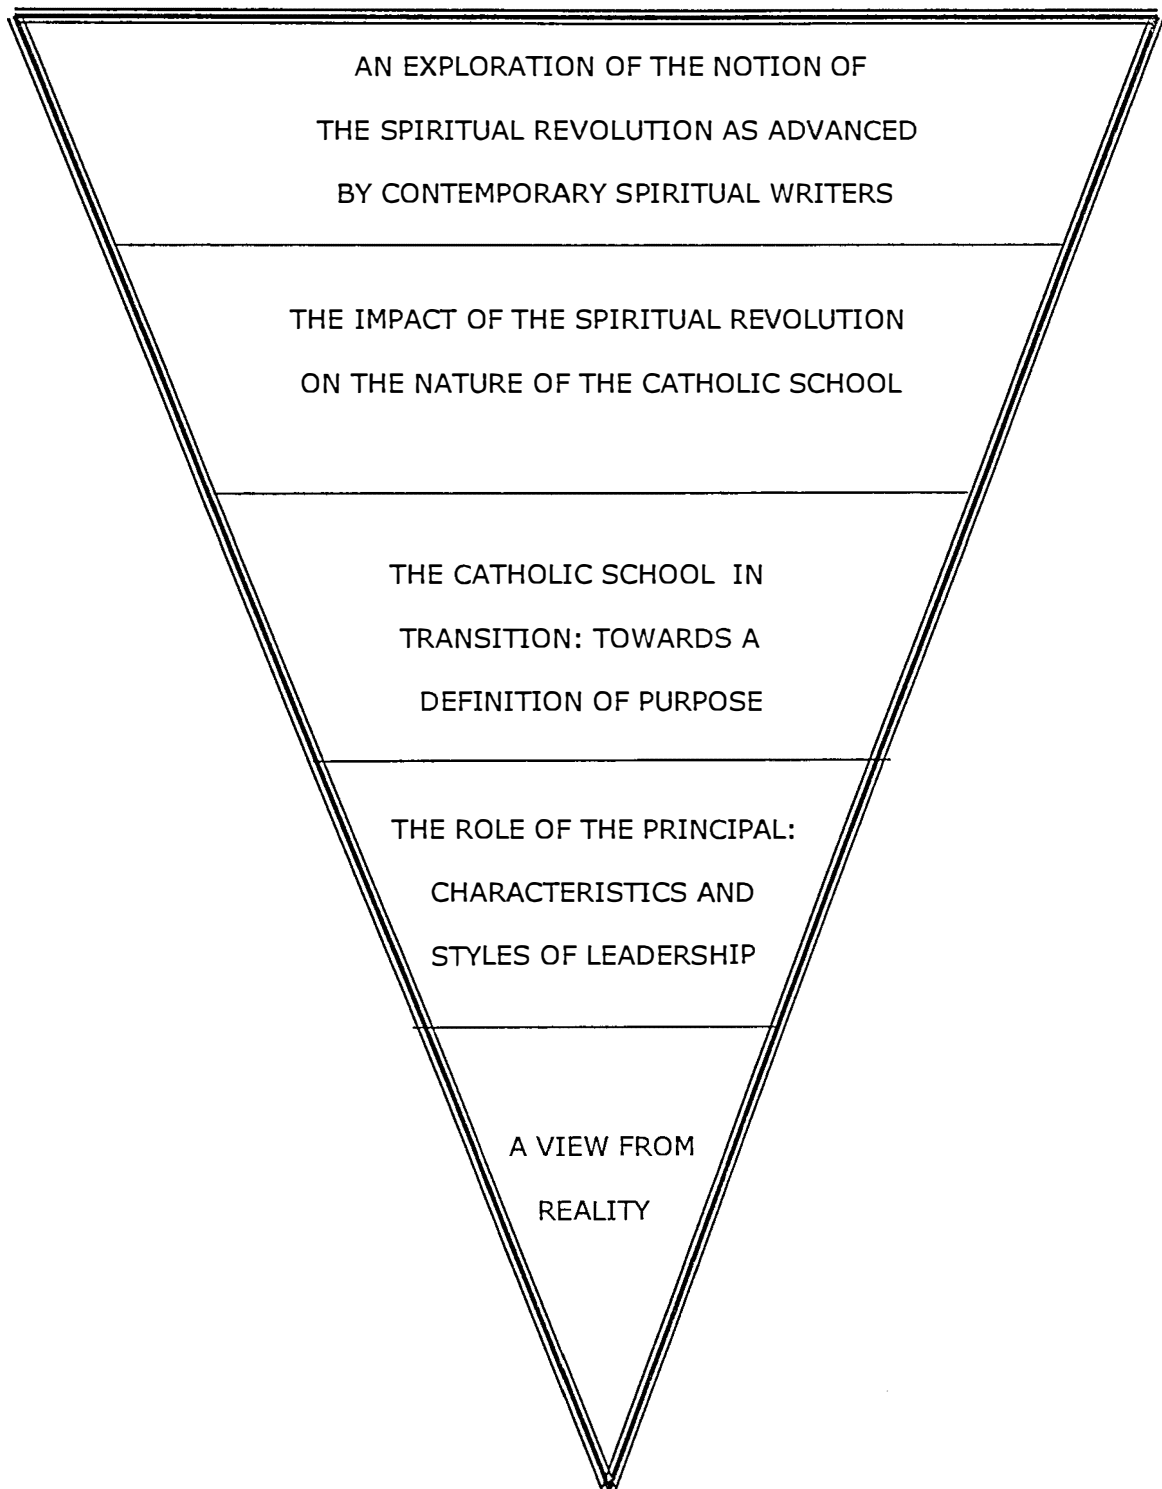 AN EXPLORATION OF THE NOTION OF
THE SPIRITUAL REVOLUTION AS ADVANCED
BY CONTEMPORARY SPIRITUAL WRITERS
THE IMPACT OF THE SPIRITUAL REVOLUTION
ON THE NATURE OF THE CATHOLIC SCHOOL
THE CATHOLIC SCHOOL IN
TRANSITION: TOWARDS A
DEFINITION OF PURPOSE
THE ROLE OF THE PRINCIPAL:
CHARACTERISTICS AND
STYLES OF LEADERSHIP
A VIEW FROM
REALITY